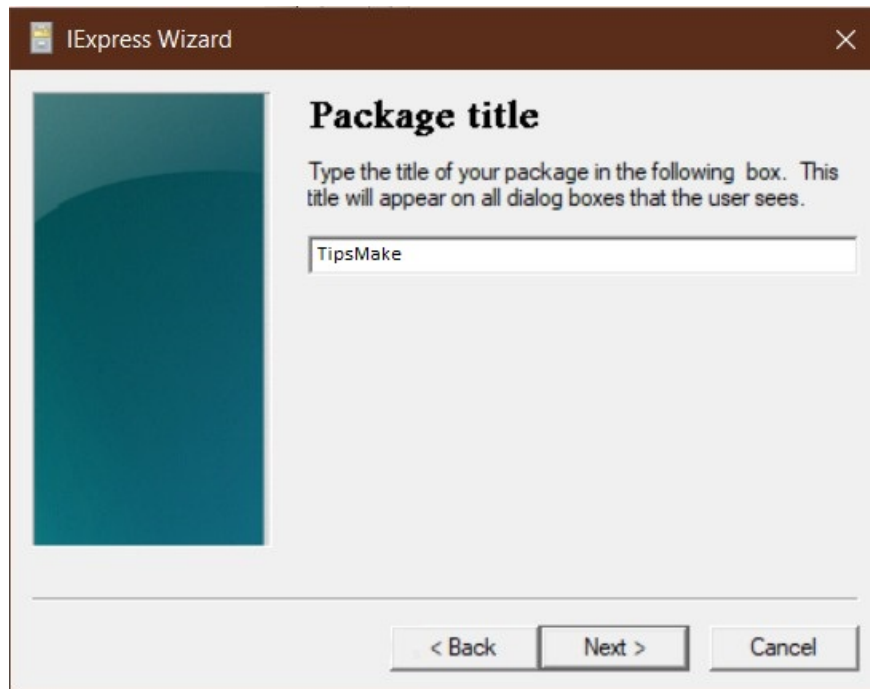 IExpress Wizard
Package title
Type the title of your package in the following box. This
title will appear on all dialog boxes that the user sees.
TipsMake
< Back
Next >
Cancel